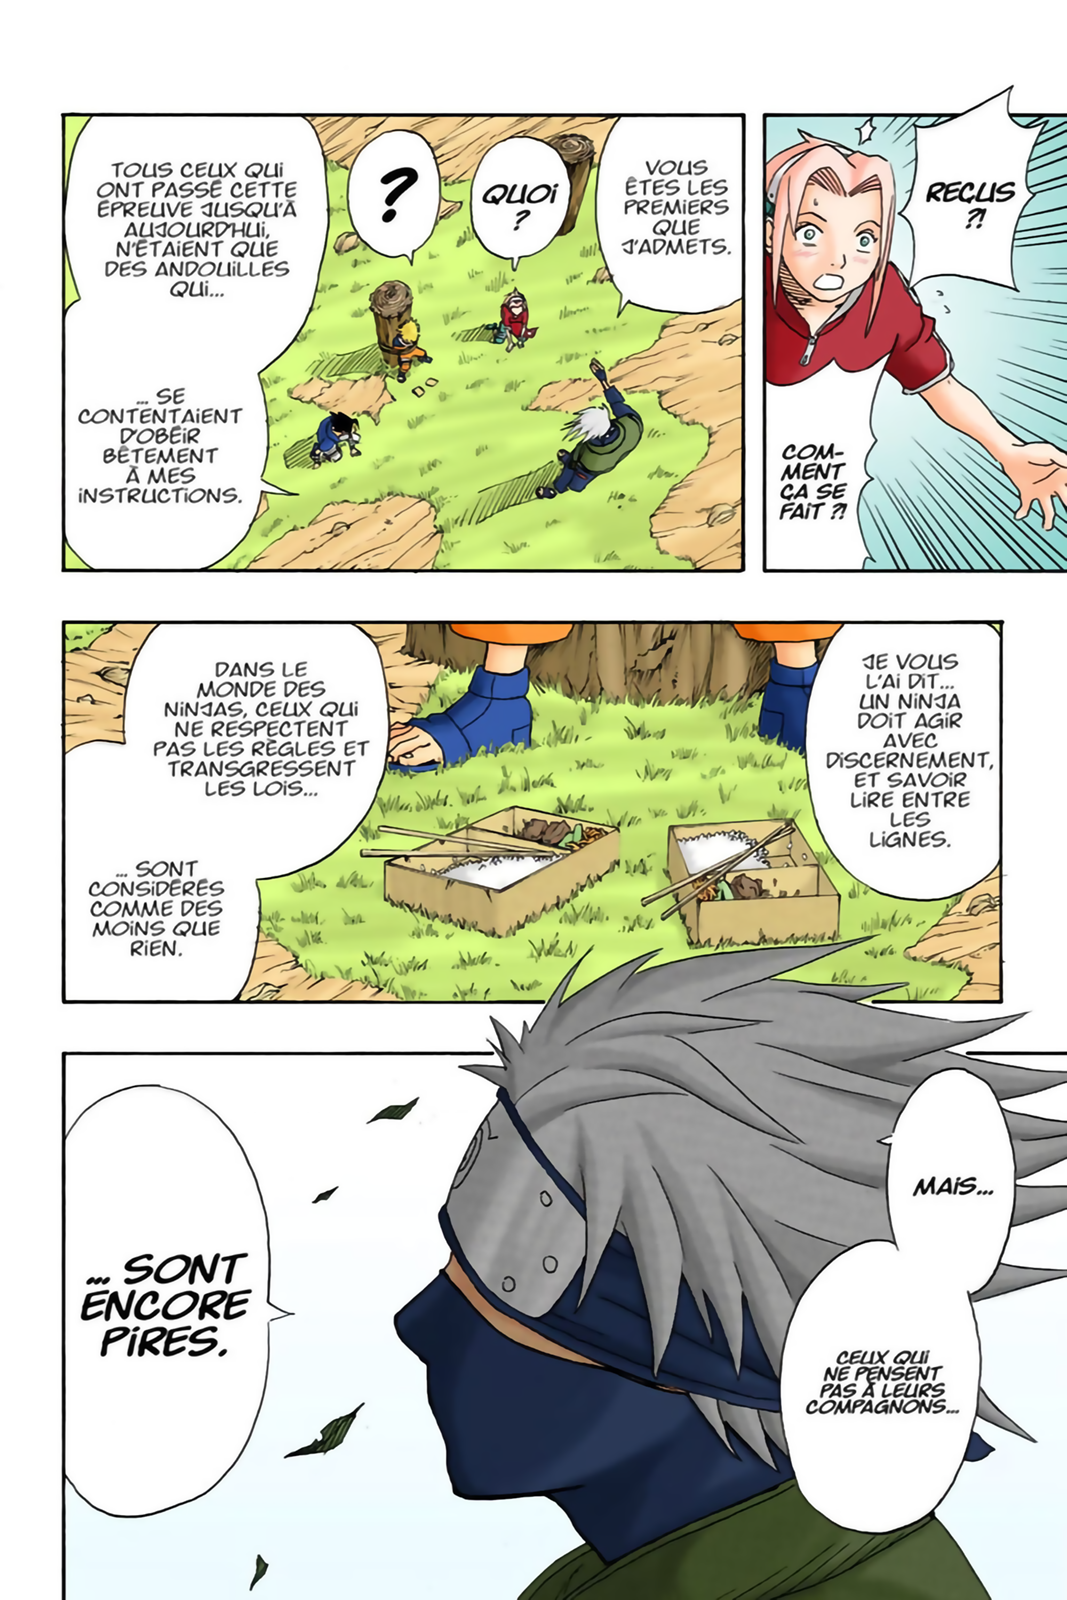 REÇUS
?!
COM-
MENT
ÇA SE
FAIT ?!
VOUS
ÊTES LES
PREMIERS
QUE
J'ADMETS.
QUOI
?
?
TOUS CEUX QUI
ONT PASSÉ CETTE
ÉPREUVE JUSQU'À
AUJOURD'HUI,
N'ÉTAIENT QUE
DES ANDOUILLES
QUI...
... SE
CONTENTAIENT
D'OBÉIR
BÊTEMENT
À MES
INSTRUCTIONS.
JE VOUS
L'AI DIT...
UN NINJA
DOIT AGIR
AVEC
DISCERNEMENT,
ET SAVOIR
LIRE ENTRE
LES
LIGNES.
DANS LE
MONDE DES
NINJAS, CEUX QUI
NE RESPECTENT
PAS LES RÈGLES ET
TRANSGRESSENT
LES LOIS...
... SONT
CONSIDÉRÉS
COMME DES
MOINS QUE
RIEN.
MAIS...
CEUX QUI
NE PENSENT
PAS À LEURS
COMPAGNONS...
... SONT
ENCORE
PIRES.